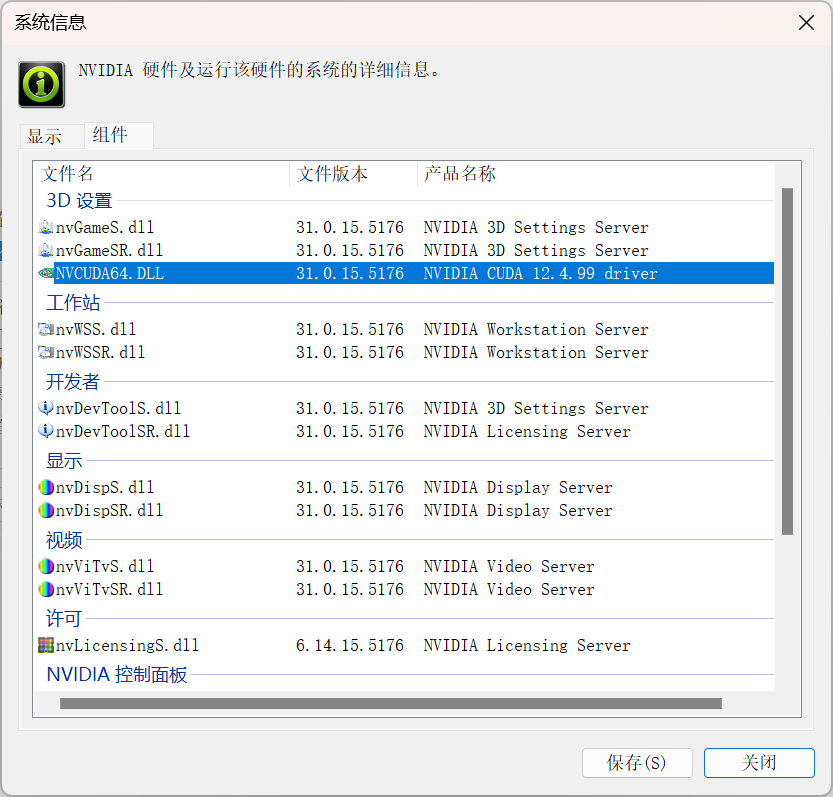 系统信息
NVIDIA 硬件及运行该硬件的系统的详细信息。
显示 组件
文件名 文件版本 产品名称
3D 设置
nvGameS.dll 31.0.15.5176 NVIDIA 3D Settings Server
nvGameSR.dll 31.0.15.5176 NVIDIA 3D Settings Server
NVCUDA64.DLL 31.0.15.5176 NVIDIA CUDA 12.4.99 driver
工作站
nvWSS.dll 31.0.15.5176 NVIDIA Workstation Server
nvWSSR.dll 31.0.15.5176 NVIDIA Workstation Server
开发者
nvDevToolS.dll 31.0.15.5176 NVIDIA 3D Settings Server
nvDevToolSR.dll 31.0.15.5176 NVIDIA Licensing Server
显示
nvDispS.dll 31.0.15.5176 NVIDIA Display Server
nvDispSR.dll 31.0.15.5176 NVIDIA Display Server
视频
nvViTvS.dll 31.0.15.5176 NVIDIA Video Server
nvViTvSR.dll 31.0.15.5176 NVIDIA Video Server
许可
nvLicensingS.dll 6.14.15.5176 NVIDIA Licensing Server
NVIDIA 控制面板
保存(S) 关闭